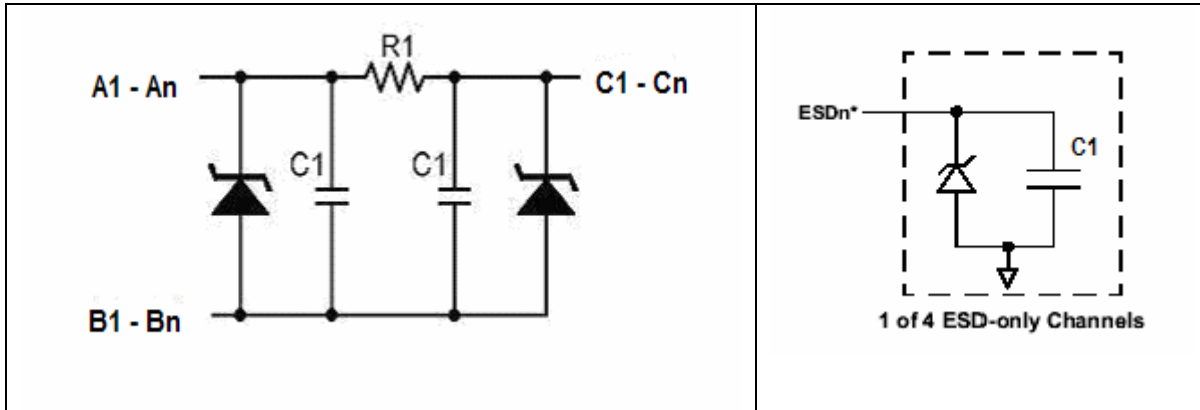 R1
A1 - An
C1 - Cn
C1
C1
B1 - Bn
ESDn*
C1
1 of 4 ESD-only Channels